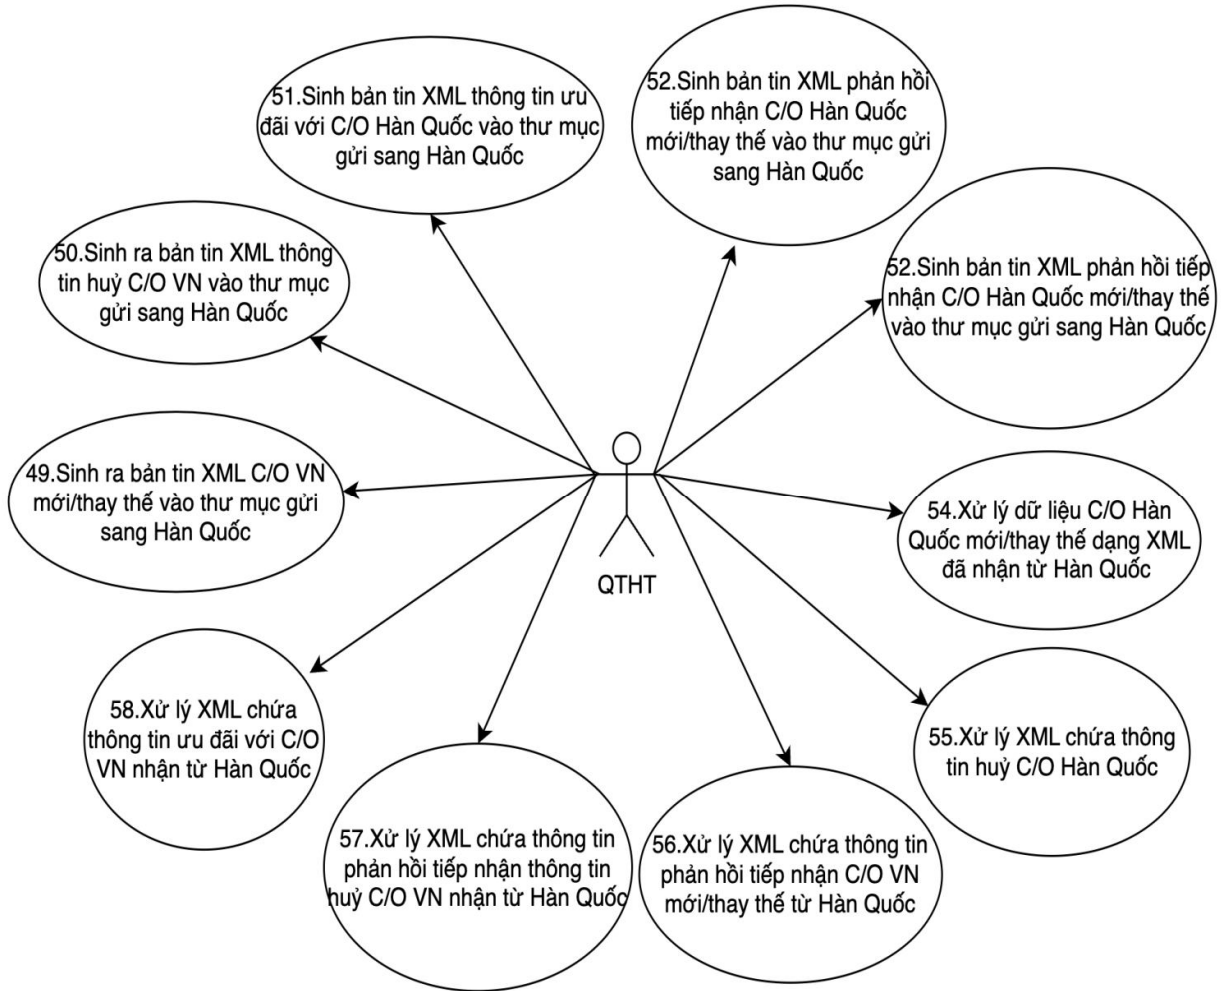 51.Sinh bản tin XML thông tin ưu
đãi với C/O Hàn Quốc vào thư mục
gửi sang Hàn Quốc
52.Sinh bản tin XML phản hồi
tiếp nhận C/O Hàn Quốc
mới/thay thế vào thư mục gửi
sang Hàn Quốc
50.Sinh ra bản tin XML thông
tin huỷ C/O VN vào thư mục
gửi sang Hàn Quốc
52.Sinh bản tin XML phản hồi tiếp
nhận C/O Hàn Quốc mới/thay thế
vào thư mục gửi sang Hàn Quốc
49.Sinh ra bản tin XML C/O VN
mới/thay thế vào thư mục gửi
sang Hàn Quốc
QTHT
54.Xử lý dữ liệu C/O Hàn
Quốc mới/thay thế dạng XML
đã nhận từ Hàn Quốc
58.Xử lý XML chứa
thông tin ưu đãi với C/O
VN nhận từ Hàn Quốc
55.Xử lý XML chứa thông
tin huỷ C/O Hàn Quốc
57.Xử lý XML chứa thông tin
phản hồi tiếp nhận thông tin
huỷ C/O VN nhận từ Hàn Quốc
56.Xử lý XML chứa thông tin
phản hồi tiếp nhận C/O VN
mới/thay thế từ Hàn Quốc